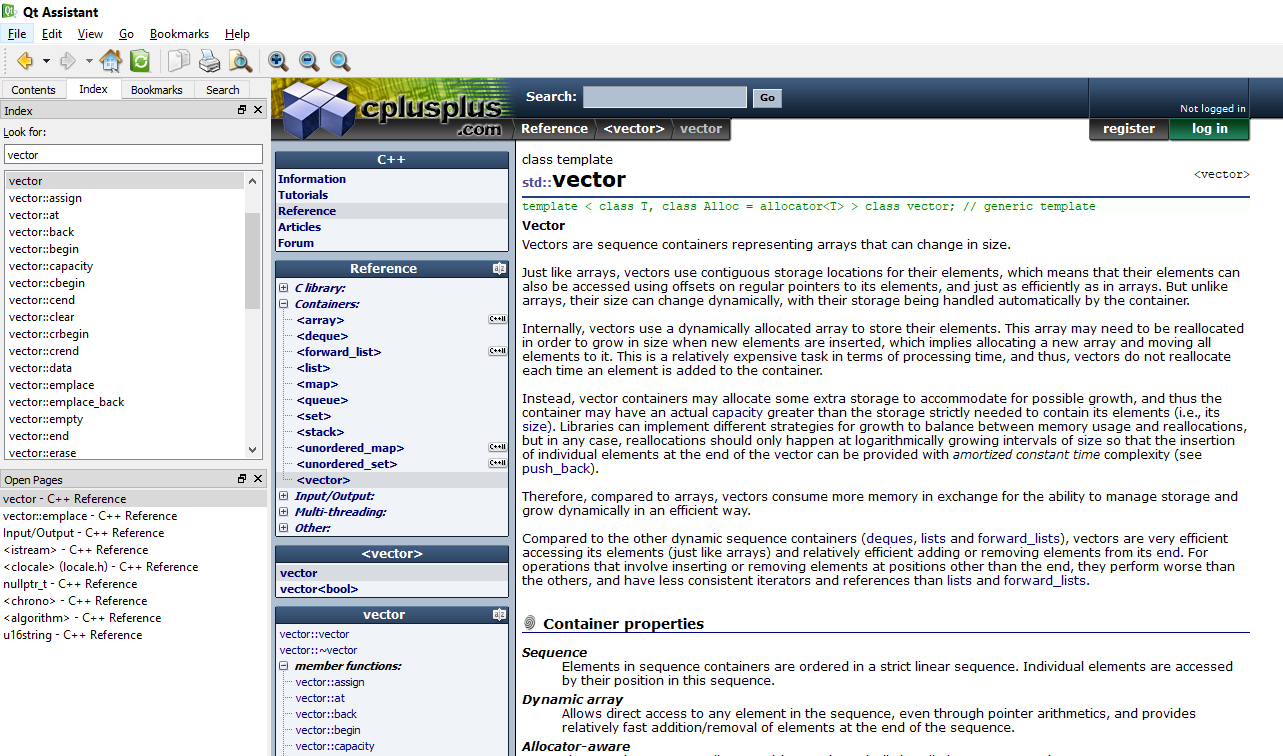 Qt Assistant
File Edit View Go Bookmarks Help
Contents Index Bookmarks Search
Index
Look for:
vector
vector
vector::assign
vector::at
vector::back
vector::begin
vector::capacity
vector::cbegin
vector::cend
vector::clear
vector::crbegin
vector::crend
vector::data
vector::emplace
vector::emplace_back
vector::empty
vector::end
vector::erase
Open Pages
vector - C++ Reference
vector::emplace - C++ Reference
Input/Output - C++ Reference
<istream> - C++ Reference
<clocale> (locale.h) - C++ Reference
nullptr_t - C++ Reference
<chrono> - C++ Reference
<algorithm> - C++ Reference
u16string - C++ Reference
cplusplus
.com
Search: Go
Not logged in
Reference <vector> vector
register log in
C++
Information
Tutorials
Reference
Articles
Forum
Reference
C library:
Containers:
<array> C++11
<deque>
<forward_list> C++11
<list>
<map>
<queue>
<set>
<stack>
<unordered_map> C++11
<unordered_set> C++11
<vector>
Input/Output:
Multi-threading:
Other:
<vector>
vector
vector<bool>
vector
vector::vector
vector::~vector
member functions:
vector::assign
vector::at
vector::back
vector::begin
vector::capacity
class template
std::vector
<vector>
template < class T, class Alloc = allocator<T> > class vector; // generic template
Vector
Vectors are sequence containers representing arrays that can change in size.
Just like arrays, vectors use contiguous storage locations for their elements, which means that their elements can
also be accessed using offsets on regular pointers to its elements, and just as efficiently as in arrays. But unlike
arrays, their size can change dynamically, with their storage being handled automatically by the container.
Internally, vectors use a dynamically allocated array to store their elements. This array may need to be reallocated
in order to grow in size when new elements are inserted, which implies allocating a new array and moving all
elements to it. This is a relatively expensive task in terms of processing time, and thus, vectors do not reallocate
each time an element is added to the container.
Instead, vector containers may allocate some extra storage to accommodate for possible growth, and thus the
container may have an actual capacity greater than the storage strictly needed to contain its elements (i.e., its
size). Libraries can implement different strategies for growth to balance between memory usage and reallocations,
but in any case, reallocations should only happen at logarithmically growing intervals of size so that the insertion
of individual elements at the end of the vector can be provided with amortized constant time complexity (see
push_back).
Therefore, compared to arrays, vectors consume more memory in exchange for the ability to manage storage and
grow dynamically in an efficient way.
Compared to the other dynamic sequence containers (deques, lists and forward_lists), vectors are very efficient
accessing its elements (just like arrays) and relatively efficient adding or removing elements from its end. For
operations that involve inserting or removing elements at positions other than the end, they perform worse than
the others, and have less consistent iterators and references than lists and forward_lists.
Container properties
Sequence
Elements in sequence containers are ordered in a strict linear sequence. Individual elements are accessed
by their position in this sequence.
Dynamic array
Allows direct access to any element in the sequence, even through pointer arithmetics, and provides
relatively fast addition/removal of elements at the end of the sequence.
Allocator-aware